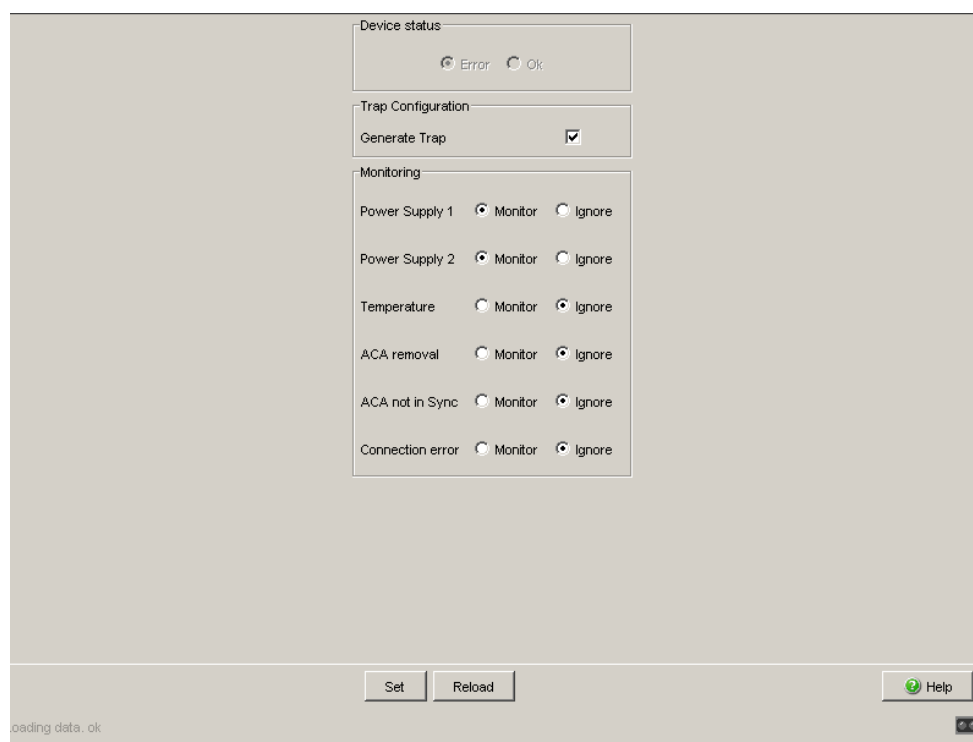 Device status
Error Ok
Trap Configuration
Generate Trap
Monitoring
Power Supply 1 Monitor Ignore
Power Supply 2 Monitor Ignore
Temperature Monitor Ignore
ACA removal Monitor Ignore
ACA not in Sync Monitor Ignore
Connection error Monitor Ignore
Set Reload Help
oading data. ok